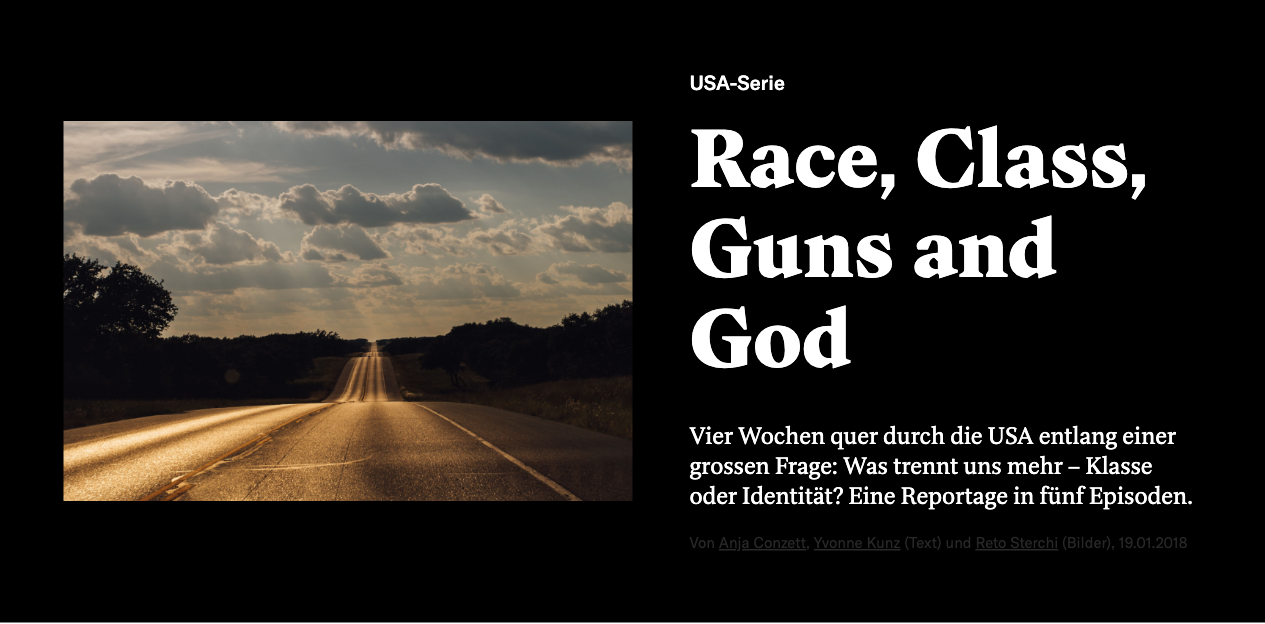 USA-Serie
Race, Class,
Guns and
God
Vier Wochen quer durch die USA entlang einer
grossen Frage: Was trennt uns mehr – Klasse
oder Identität? Eine Reportage in fünf Episoden.
Von Anja Conzett, Yvonne Kunz (Text) und Reto Sterchi (Bilder), 19.01.2018